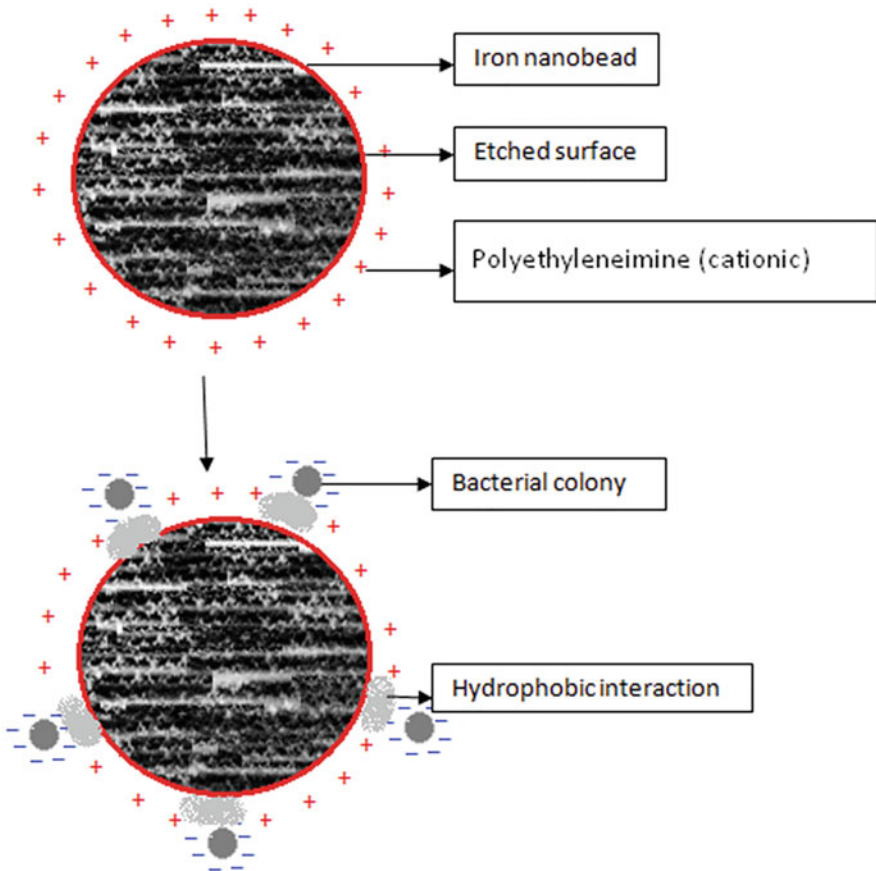 Iron nanobead
Etched surface
Polyethyleneimine (cationic)
Bacterial colony
Hydrophobic interaction